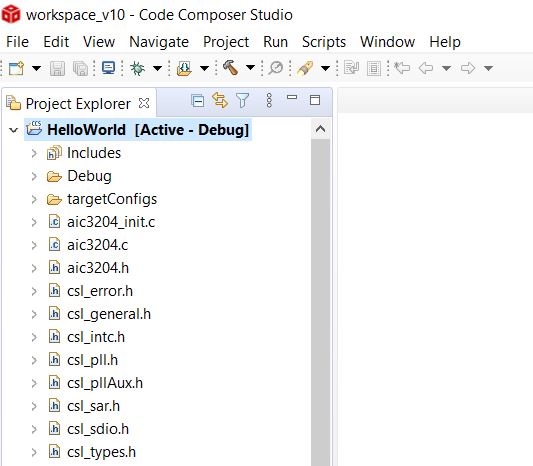 workspace_v10 - Code Composer Studio
File Edit View Navigate Project Run Scripts Window Help
Project Explorer
HelloWorld [Active - Debug]
Includes
Debug
targetConfigs
aic3204_init.c
aic3204.c
aic3204.h
csl_error.h
csl_general.h
csl_intc.h
csl_pll.h
csl_pllAux.h
csl_sar.h
csl_sdio.h
csl_types.h